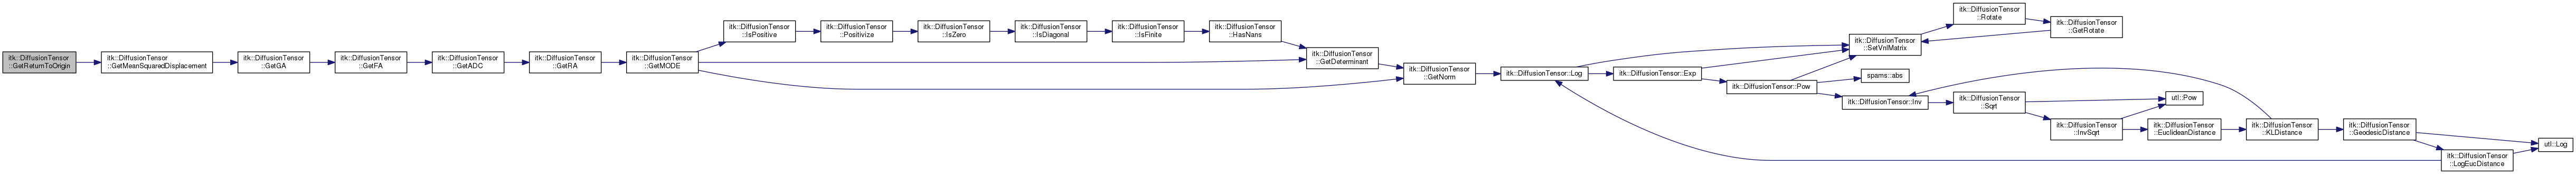 itk::DiffusionTensor
::GetReturnToOrigin
itk::DiffusionTensor
::GetMeanSquaredDisplacement
itk::DiffusionTensor
::GetGA
itk::DiffusionTensor
::GetFA
itk::DiffusionTensor
::GetADC
itk::DiffusionTensor
::GetRA
itk::DiffusionTensor
::GetMODE
itk::DiffusionTensor
::IsPositive
itk::DiffusionTensor
::Positivize
itk::DiffusionTensor
::IsZero
itk::DiffusionTensor
::IsDiagonal
itk::DiffusionTensor
::IsFinite
itk::DiffusionTensor
::HasNans
itk::DiffusionTensor
::GetDeterminant
itk::DiffusionTensor
::GetNorm
itk::DiffusionTensor::Log
itk::DiffusionTensor::Exp
itk::DiffusionTensor::Pow
itk::DiffusionTensor
::SetVnlMatrix
spams::abs
itk::DiffusionTensor::Inv
itk::DiffusionTensor
::Rotate
itk::DiffusionTensor
::GetRotate
itk::DiffusionTensor
::Sqrt
itk::DiffusionTensor
::InvSqrt
utl::Pow
itk::DiffusionTensor
::EuclideanDistance
itk::DiffusionTensor
::KLDistance
itk::DiffusionTensor
::GeodesicDistance
itk::DiffusionTensor
::LogEucDistance
utl::Log